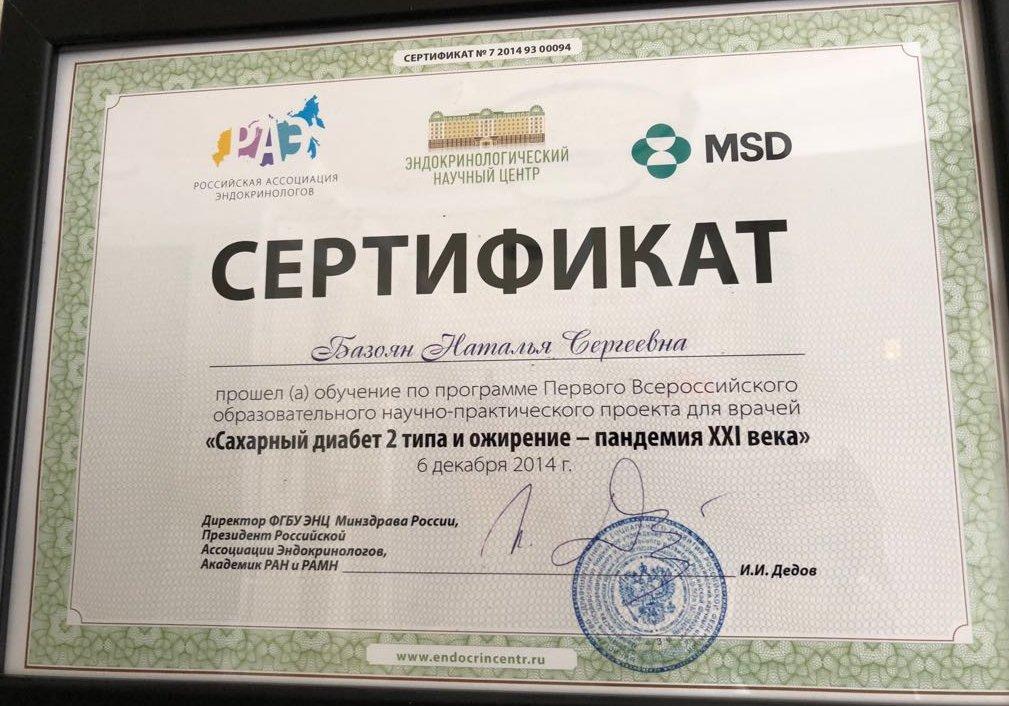 СЕРТИФИКАТ № 7 2014 93 00094
РАЭ
РОССИЙСКАЯ АССОЦИАЦИЯ
ЭНДОКРИНОЛОГОВ
ЭНДОКРИНОЛОГИЧЕСКИЙ
НАУЧНЫЙ ЦЕНТР
MSD
СЕРТИФИКАТ
Базоян Наталья Сергеевна
прошел (а) обучение по программе Первого Всероссийского
образовательного научно-практического проекта для врачей
«Сахарный диабет 2 типа и ожирение – пандемия XXI века»
6 декабря 2014 г.
Директор ФГБУ ЭНЦ Минздрава России,
Президент Российской
Ассоциации Эндокринологов,
Академик РАН и РАМН
И.И. Дедов
www.endocrincentr.ru